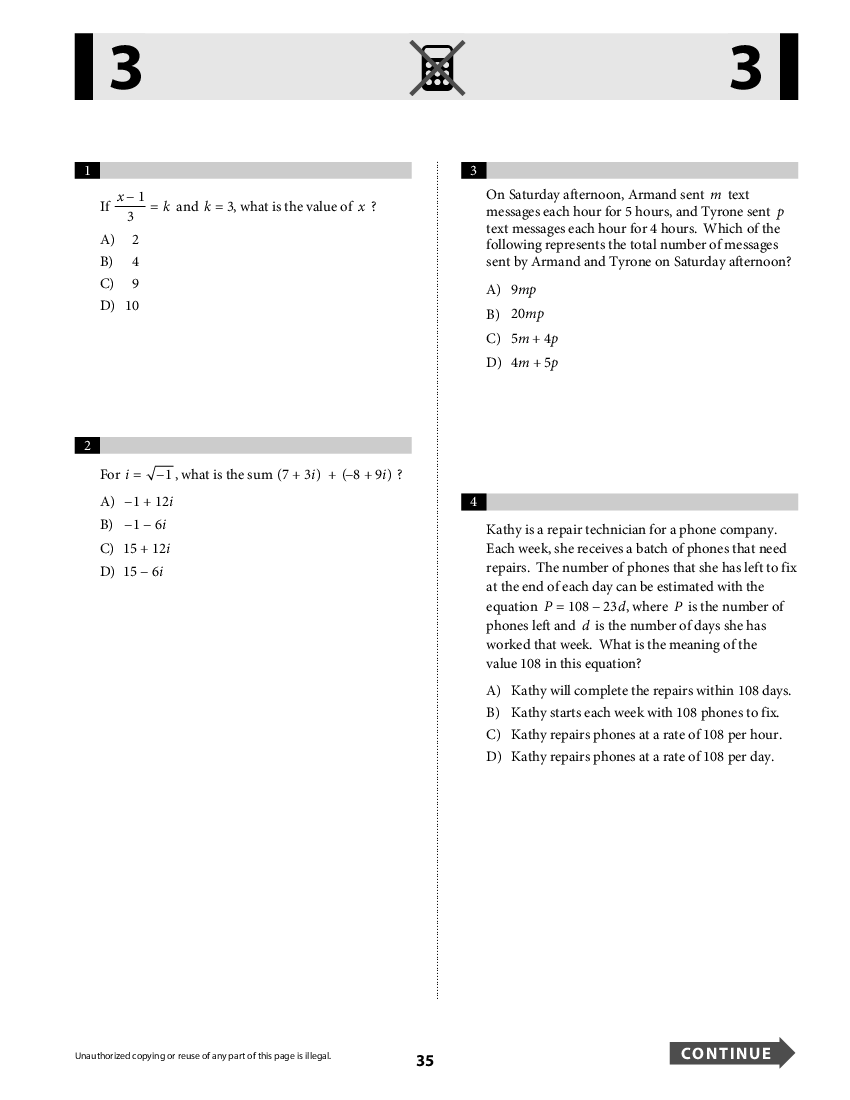 3
3
1
If (x – 1)/3 = k and k = 3, what is the value of x ?
A) 2
B) 4
C) 9
D) 10
2
For i = √–1, what is the sum (7 + 3i) + (–8 + 9i) ?
A) –1 + 12i
B) –1 – 6i
C) 15 + 12i
D) 15 – 6i
3
On Saturday afternoon, Armand sent m text
messages each hour for 5 hours, and Tyrone sent p
text messages each hour for 4 hours. Which of the
following represents the total number of messages
sent by Armand and Tyrone on Saturday afternoon?
A) 9mp
B) 20mp
C) 5m + 4p
D) 4m + 5p
4
Kathy is a repair technician for a phone company.
Each week, she receives a batch of phones that need
repairs. The number of phones that she has left to fix
at the end of each day can be estimated with the
equation P = 108 – 23d, where P is the number of
phones left and d is the number of days she has
worked that week. What is the meaning of the
value 108 in this equation?
A) Kathy will complete the repairs within 108 days.
B) Kathy starts each week with 108 phones to fix.
C) Kathy repairs phones at a rate of 108 per hour.
D) Kathy repairs phones at a rate of 108 per day.
Unauthorized copying or reuse of any part of this page is illegal.
35
CONTINUE